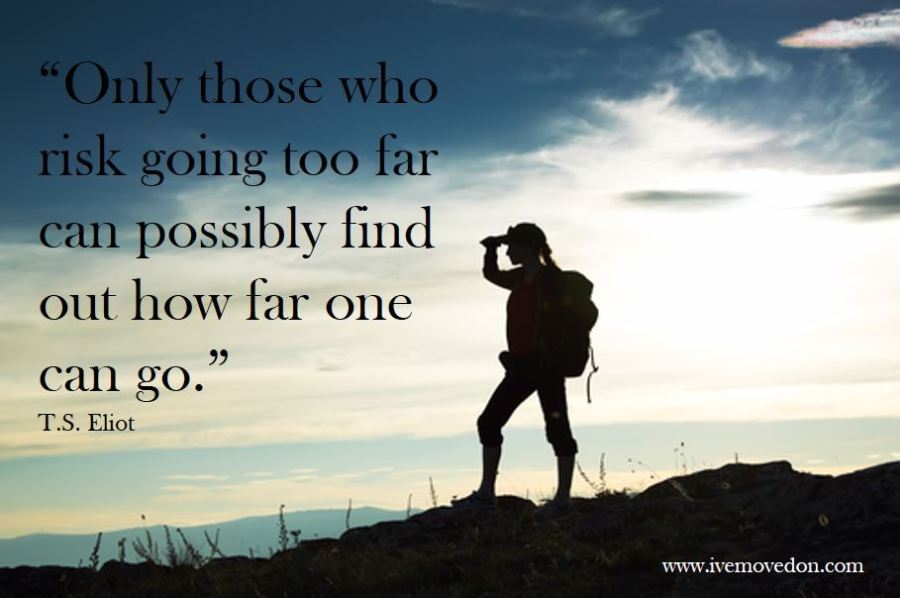 “Only those who
risk going too far
can possibly find
out how far one
can go.”
T.S. Eliot
www.ivemovedon.com